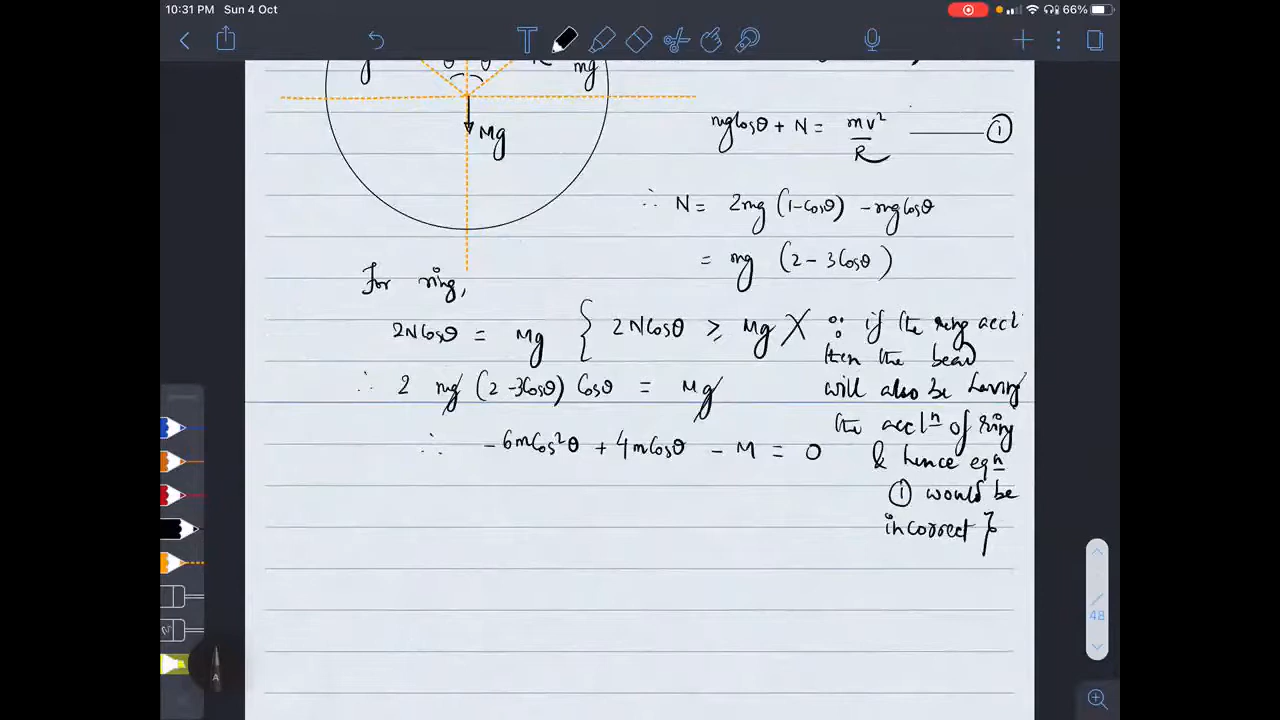 10:31 PM Sun 4 Oct
66%
T
θ θ
mg
Mg
mgcosθ + N = mv²/R ——— ①
∴ N = 2mg (1-cosθ) - mgcosθ
= mg (2 - 3cosθ)
For ring,
2Ncosθ = Mg { 2Ncosθ ≥ Mg X ∵ if the ring accl
then the bead
will also be having
the acclⁿ of ring
& hence eqn
① would be
incorrect }
∴ 2 mg (2-3cosθ) cosθ = Mg
∴ -6mcos²θ + 4mcosθ - M = 0
48
A